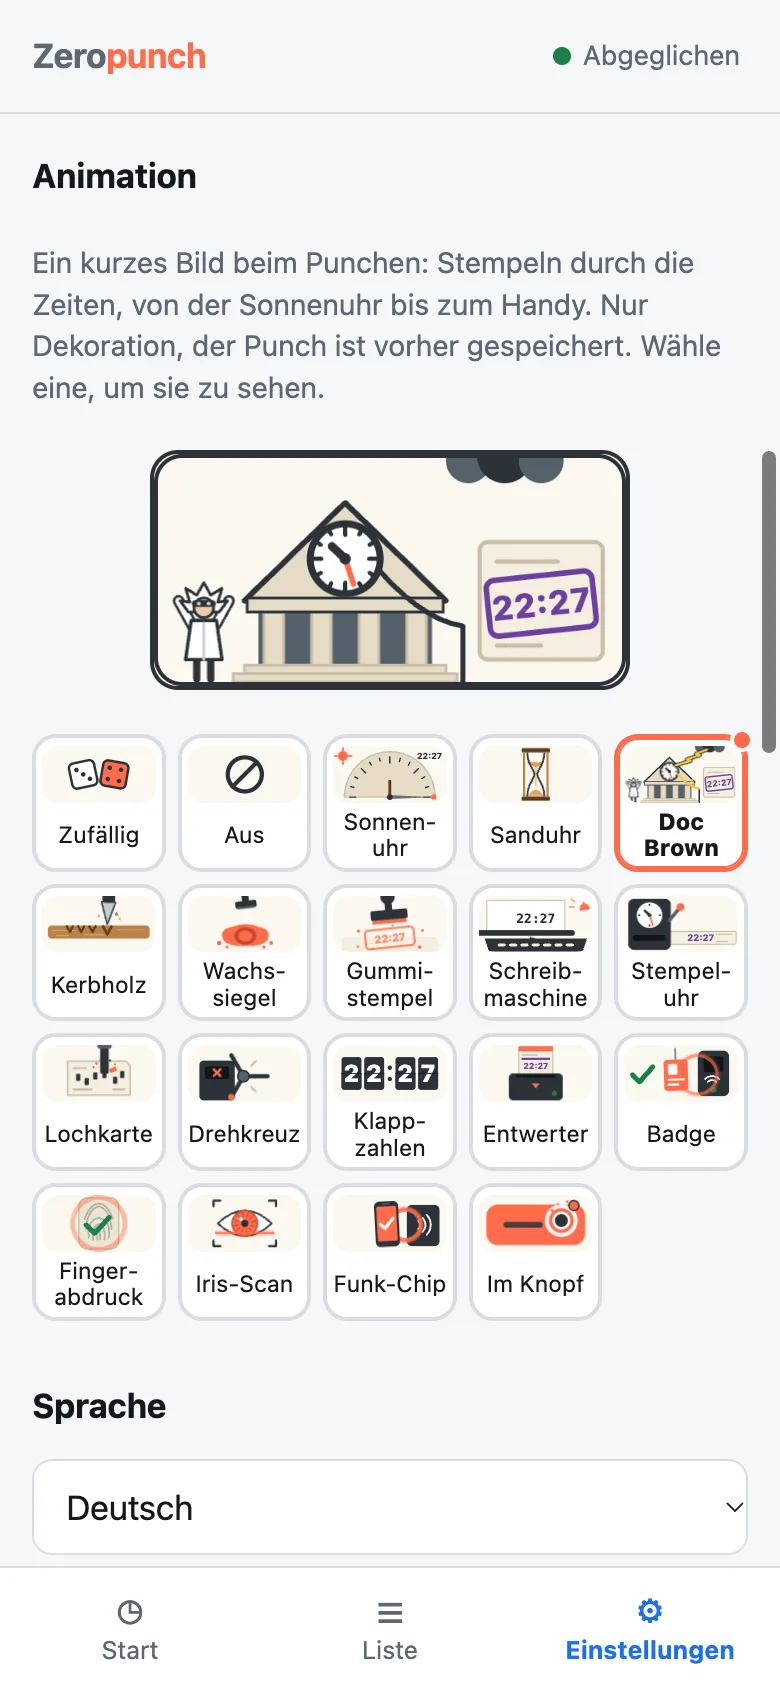 Zeropunch
Abgeglichen
Animation
Ein kurzes Bild beim Punchen: Stempeln durch die
Zeiten, von der Sonnenuhr bis zum Handy. Nur
Dekoration, der Punch ist vorher gespeichert. Wähle
eine, um sie zu sehen.
22:27
Zufällig
Aus
22:27
Sonnen-
uhr
Sanduhr
22:27
Doc
Brown
Kerbholz
Wachs-
siegel
22:27
Gummi-
stempel
22:27
Schreib-
maschine
22:27
Stempel-
uhr
Lochkarte
Drehkreuz
22:27
Klapp-
zahlen
22:27
Entwerter
Badge
Finger-
abdruck
Iris-Scan
Funk-Chip
Im Knopf
Sprache
Deutsch
Start
Liste
Einstellungen